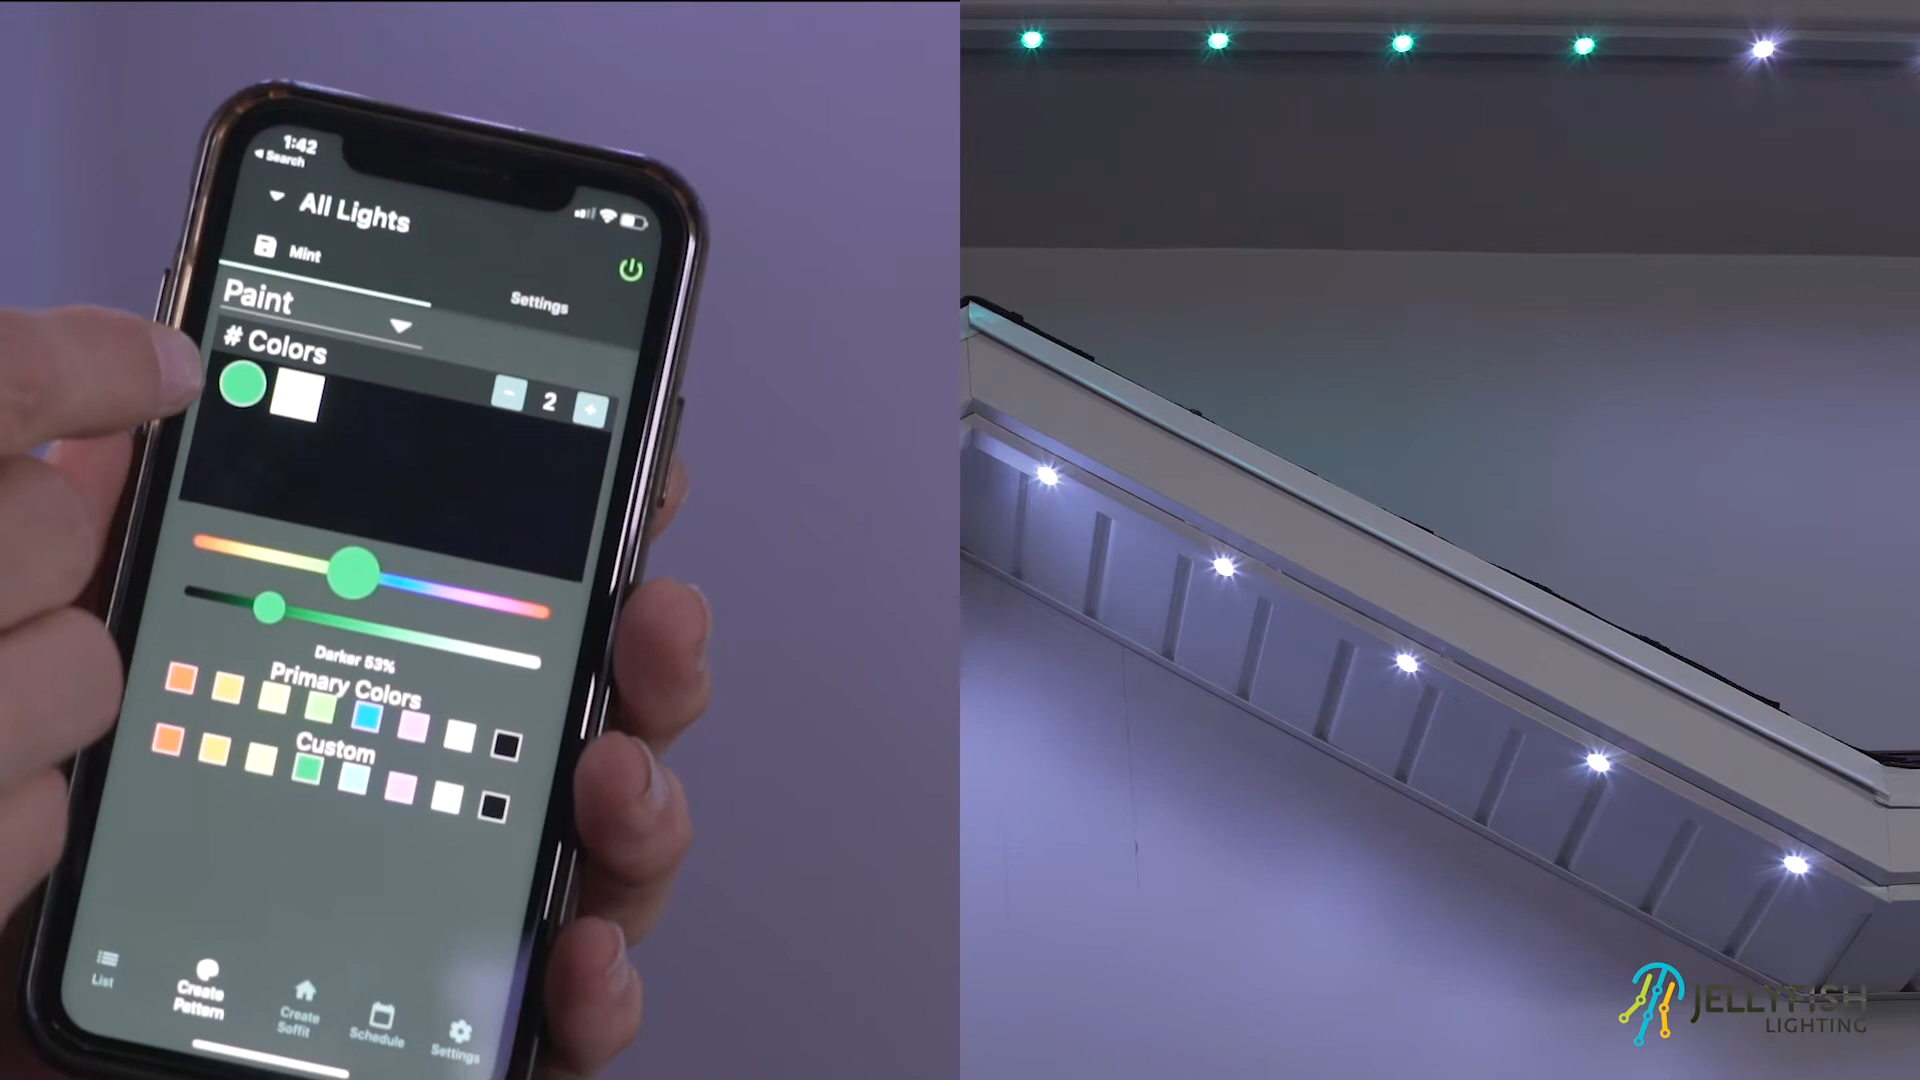 1:42
Search
All Lights
Mint
Settings
Paint
# Colors
- 2 +
Darker 53%
Primary Colors
Custom
List
Create Pattern
Create Soffit
Schedule
Settings
JELLYFISH
LIGHTING